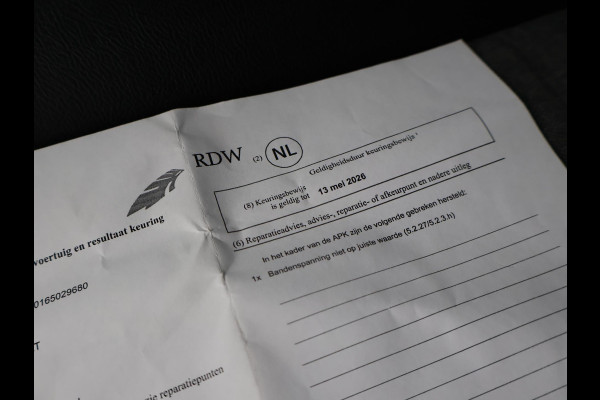 RDW (2) NL
Geldigheidsduur keuringsbewijs
(8) Keuringsbewijs
is geldig tot 13 mei 2026
(6) Reparatieadvies, advies-, reparatie- of afkeurpunt en nadere uitleg
In het kader van de APK zijn de volgende gebreken hersteld:
1x Bandenspanning niet op juiste waarde (5.2.27/5.2.3.h)
voertuig en resultaat keuring
0165029680
T
reparatiepunten